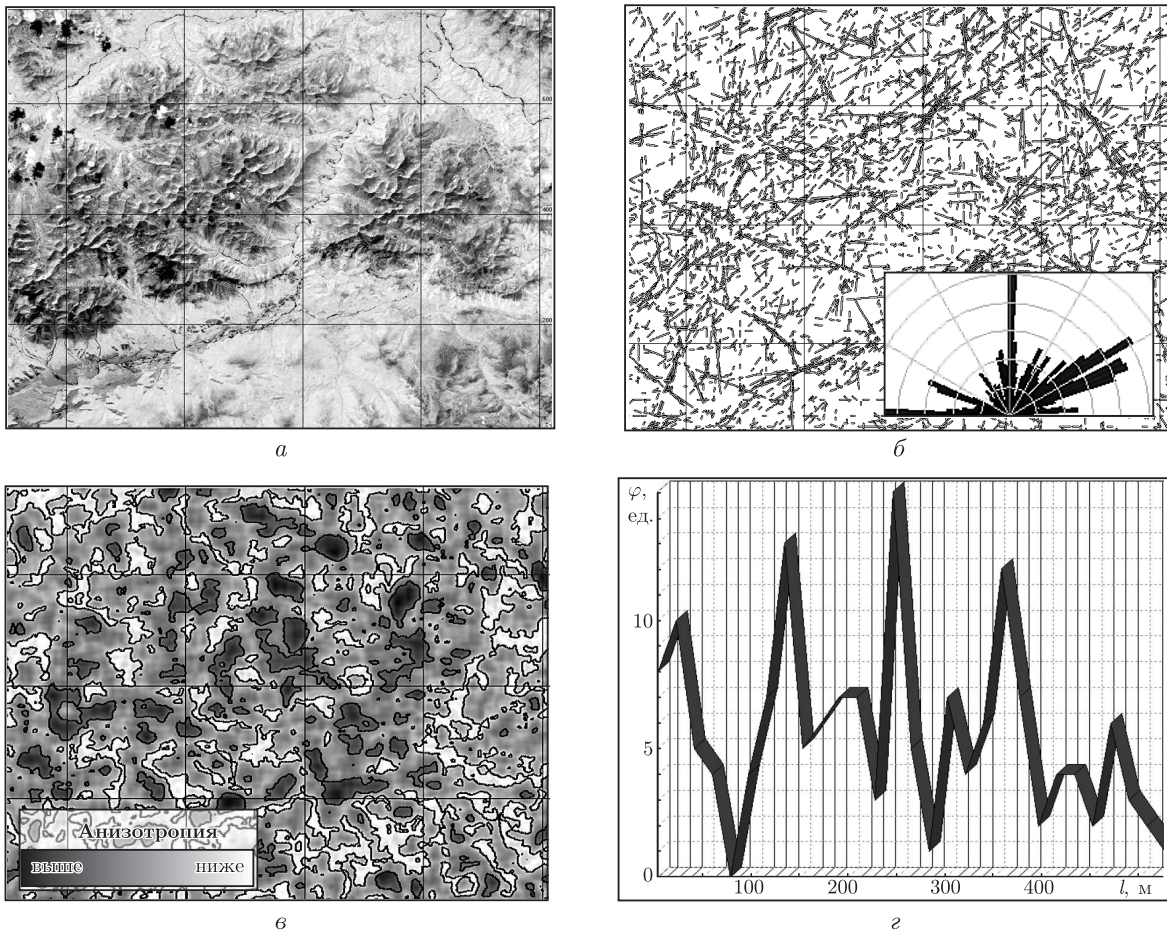 600
400
200
а
б
Анизотропия
выше ниже
в
φ,
ед.
10
5
0
100 200 300 400 l, м
г